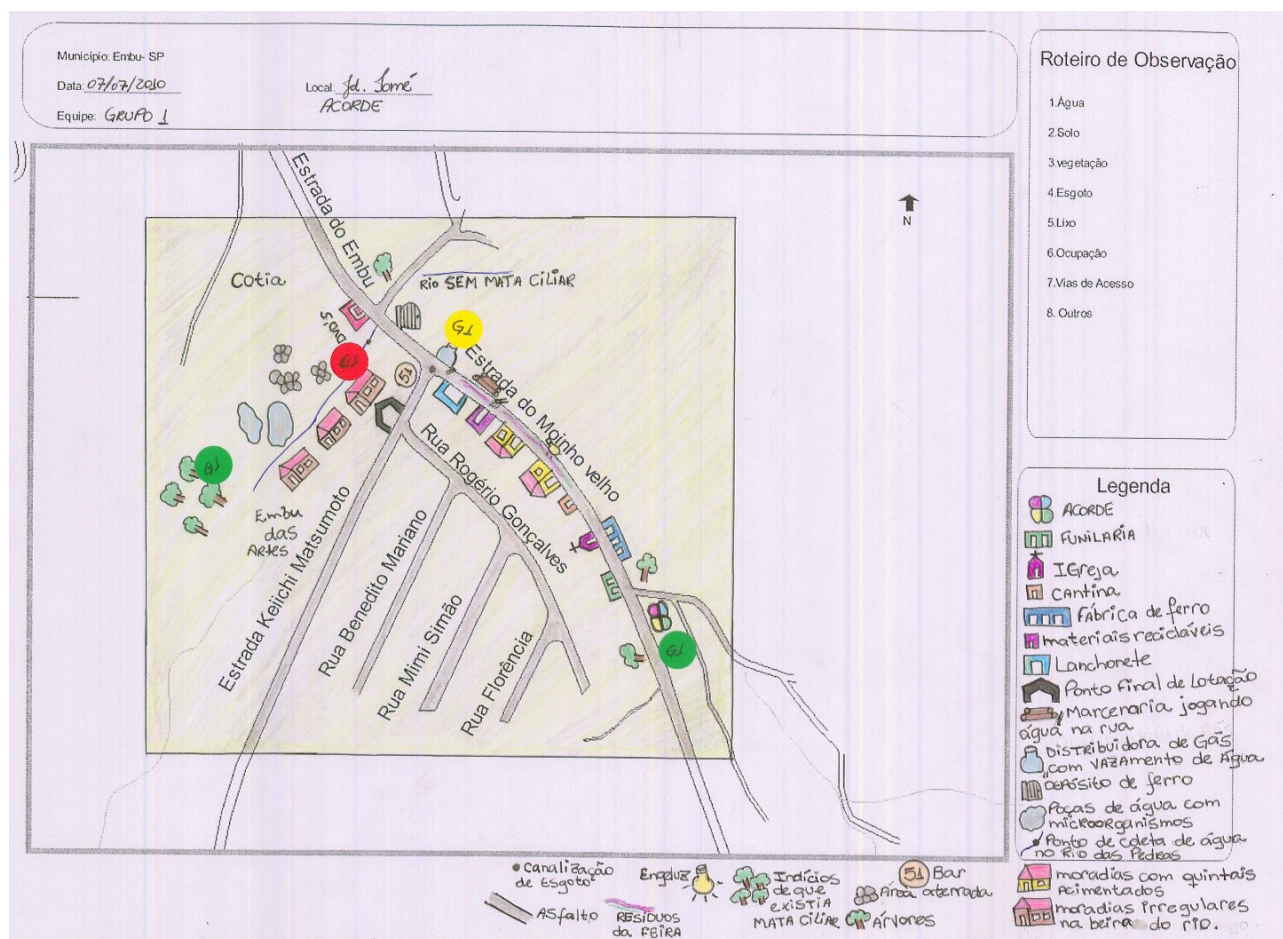 Município: Embu- SP
Data: 07/07/2010
Local: Jd. Tomé
ACORDE
Equipe: GRUPO 1
Roteiro de Observação
1.Água
2.Solo
3.vegetação
4.Esgoto
5.Lixo
6.Ocupação
7.Vias de Acesso
8. Outros
N
Estrada do Embu
Cotia
Rio SEM MATA CiLiAR
DVD'S
G1
G1
51
Estrada do Moinho velho
Rua Rogério Gonçalves
G1
Embu
das
Artes
Estrada Keiichi Matsumoto
Rua Benedito Mariano
Rua Mimi Simão
Rua Florência
G1
Legenda
ACORDE
FUNiLARiA
IGreja
CANtina
FÁbRicA de ferro
materiais recicláveis
Lanchonete
Ponto Final de Lotação
Marcenaria jogando
água na rua
DisTRibuidORA de GÁS
com VAZAmento de Água
DEPÓSito de ferro
Poças de água com
microorganismos
Ponto de coleta de água
no Rio das Pedras
moradias com quintais
acimentados
moradias irregulares
na beira do rio.
canalização
de Esgoto
Engeluz
Indícios
de que
existia
MATA CiliAR
51 Bar
Área aterrada
ASfalto
RESÍDUOS
da FEIRA
Árvores